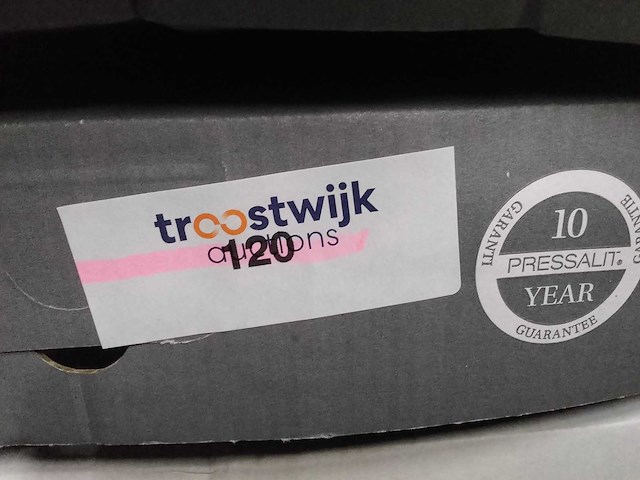 troostwijk
auctions
120
GARANTI
10
PRESSALIT®
YEAR
GUARANTEE